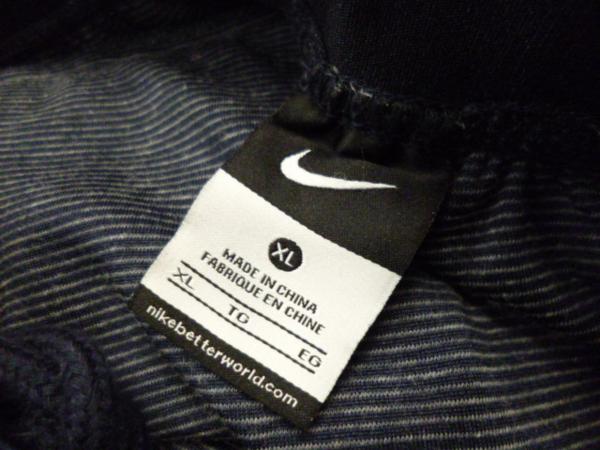 XL
MADE IN CHINA
FABRIQUE EN CHINE
XL TG EG
nikebetterworld.com